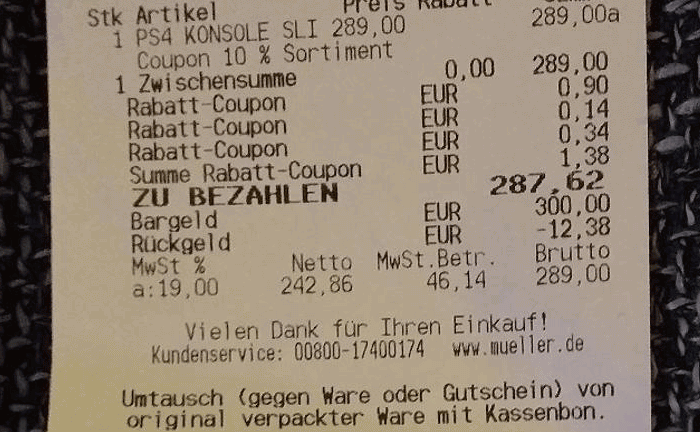 Stk Artikel Preis Rabatt
1 PS4 KONSOLE SLI 289,00 289,00a
Coupon 10 % Sortiment
1 Zwischensumme 0,00 289,00
Rabatt-Coupon EUR 0,90
Rabatt-Coupon EUR 0,14
Rabatt-Coupon EUR 0,34
Summe Rabatt-Coupon EUR 1,38
ZU BEZAHLEN 287,62
Bargeld EUR 300,00
Rückgeld EUR -12,38
MwSt % Netto MwSt.Betr. Brutto
a:19,00 242,86 46,14 289,00
Vielen Dank für Ihren Einkauf!
Kundenservice: 00800-17400174 www.mueller.de
Umtausch (gegen Ware oder Gutschein) von
original verpackter Ware mit Kassenbon.